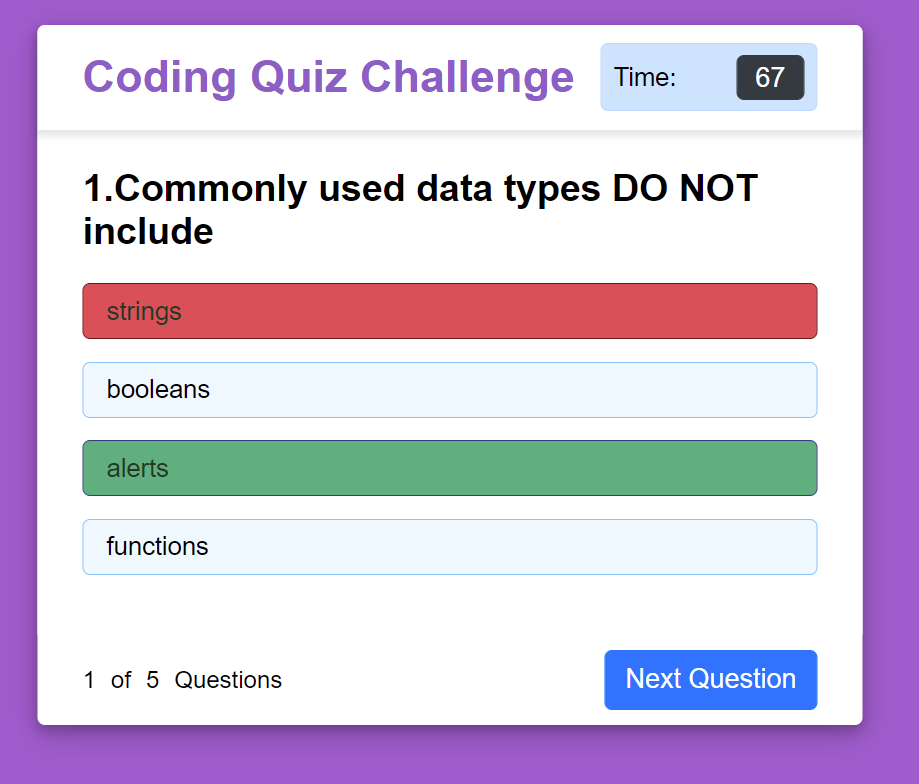 Coding Quiz Challenge
Time: 67
1.Commonly used data types DO NOT
include
strings
booleans
alerts
functions
1 of 5 Questions
Next Question